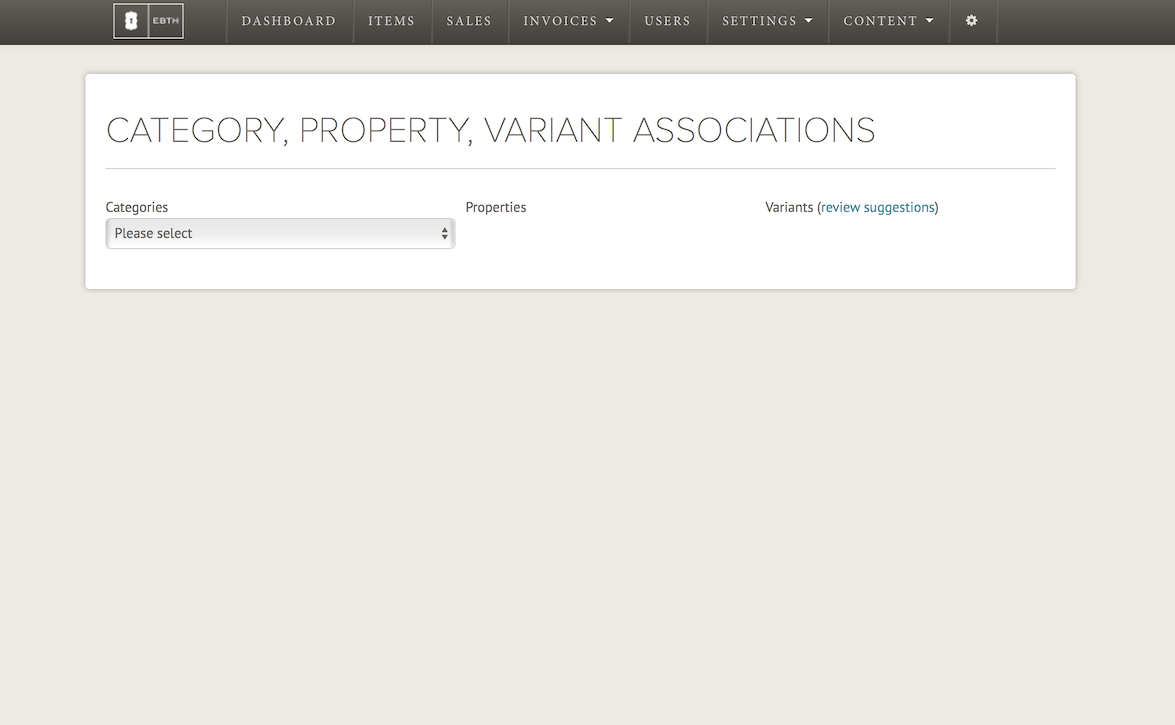 EBTH DASHBOARD ITEMS SALES INVOICES USERS SETTINGS CONTENT
CATEGORY, PROPERTY, VARIANT ASSOCIATIONS
Categories Properties Variants (review suggestions)
Please select